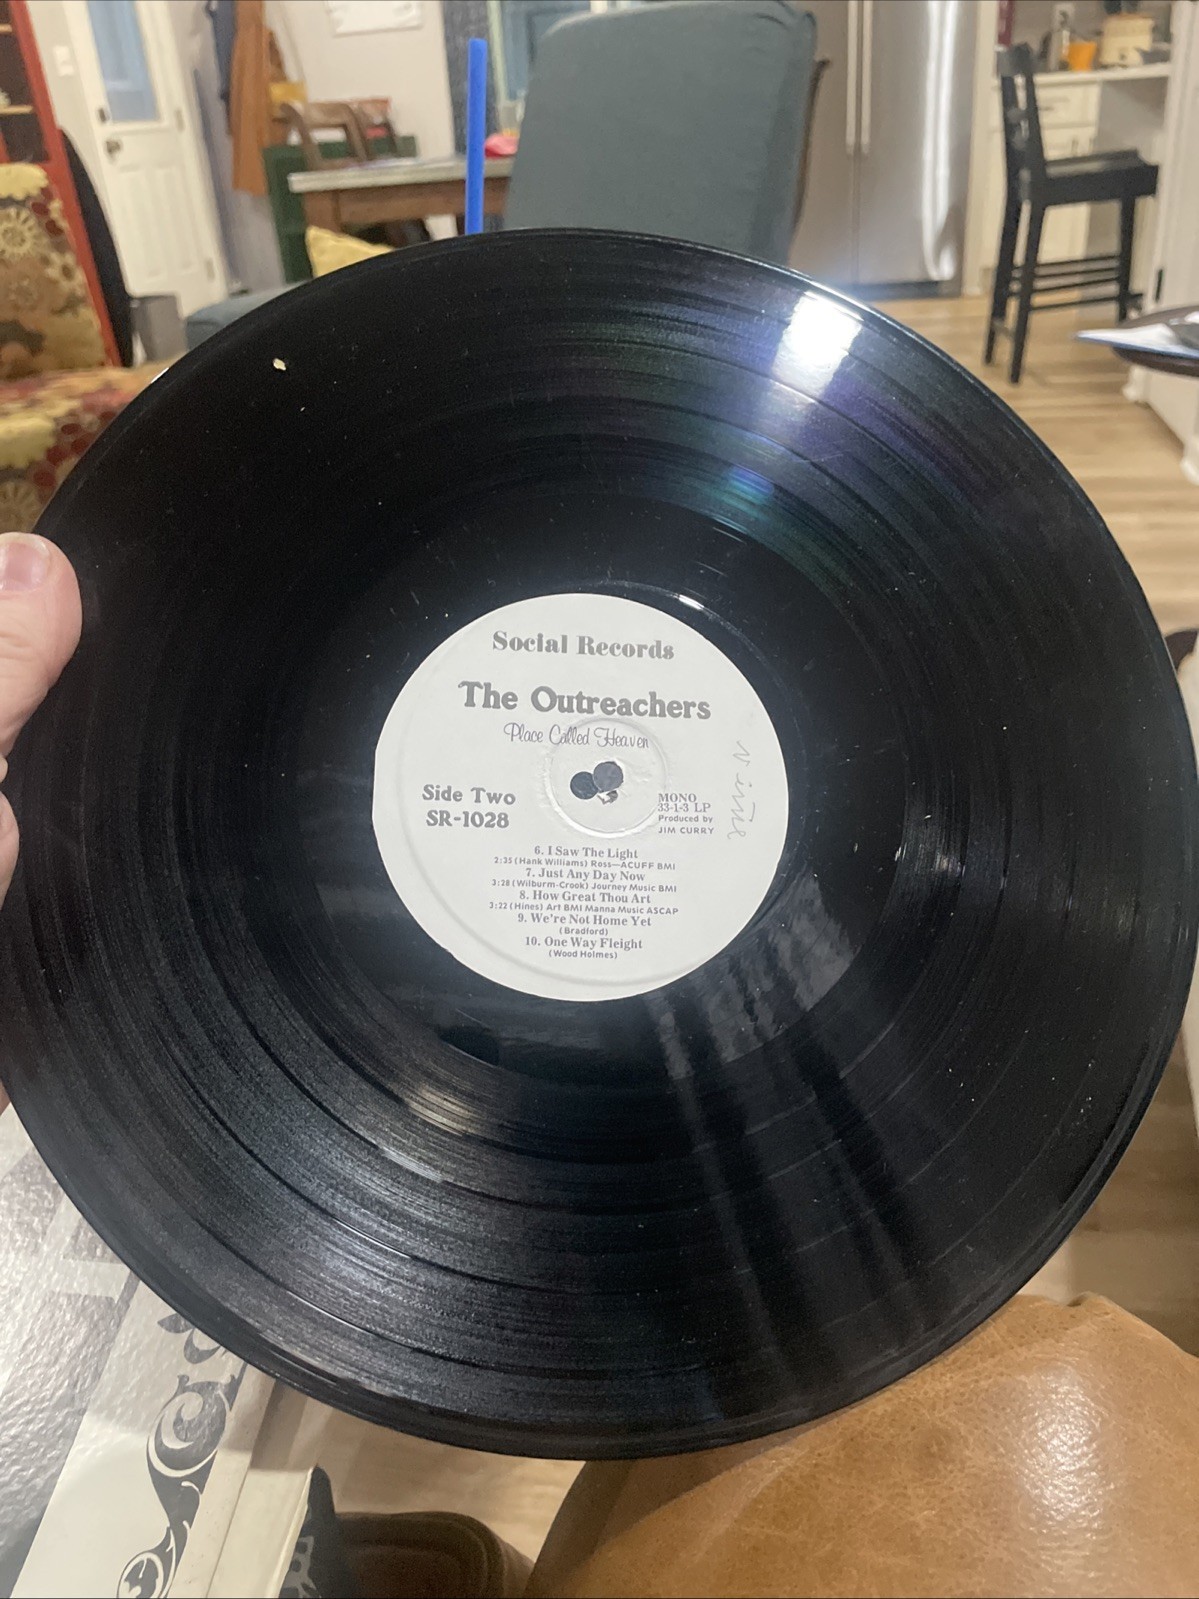 Social Records
The Outreachers
Place Called Heaven
Side Two
SR-1028
MONO
33-1-3 LP
Produced by
JIM CURRY
6. I Saw The Light
2:35 (Hank Williams) Ross—ACUFF BMI
7. Just Any Day Now
3:28 (Wilburm-Crook) Journey Music BMI
8. How Great Thou Art
3:22 (Hines) Art BMI Manna Music ASCAP
9. We're Not Home Yet
(Bradford)
10. One Way Fleight
(Wood Holmes)